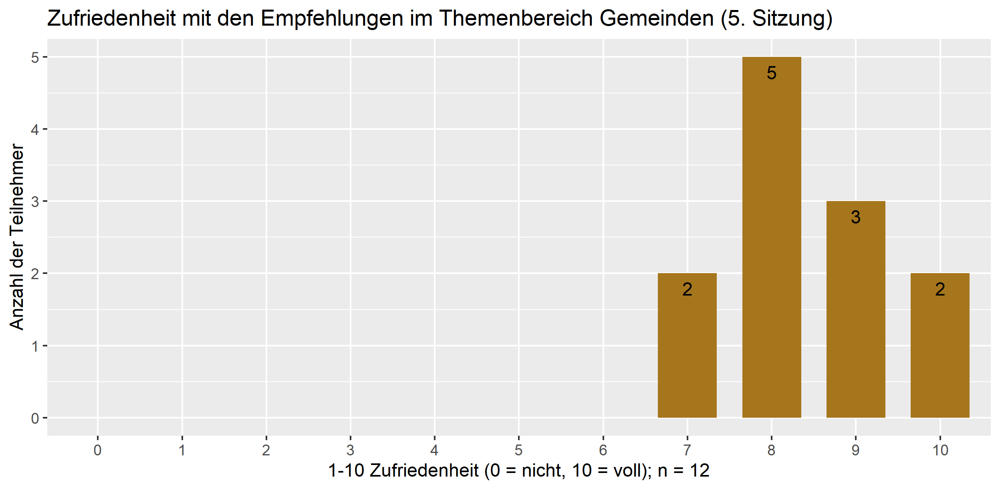 Zufriedenheit mit den Empfehlungen im Themenbereich Gemeinden (5. Sitzung)
Anzahl der Teilnehmer
5
4
3
2
1
0
2
5
3
2
0 1 2 3 4 5 6 7 8 9 10
1-10 Zufriedenheit (0 = nicht, 10 = voll); n = 12